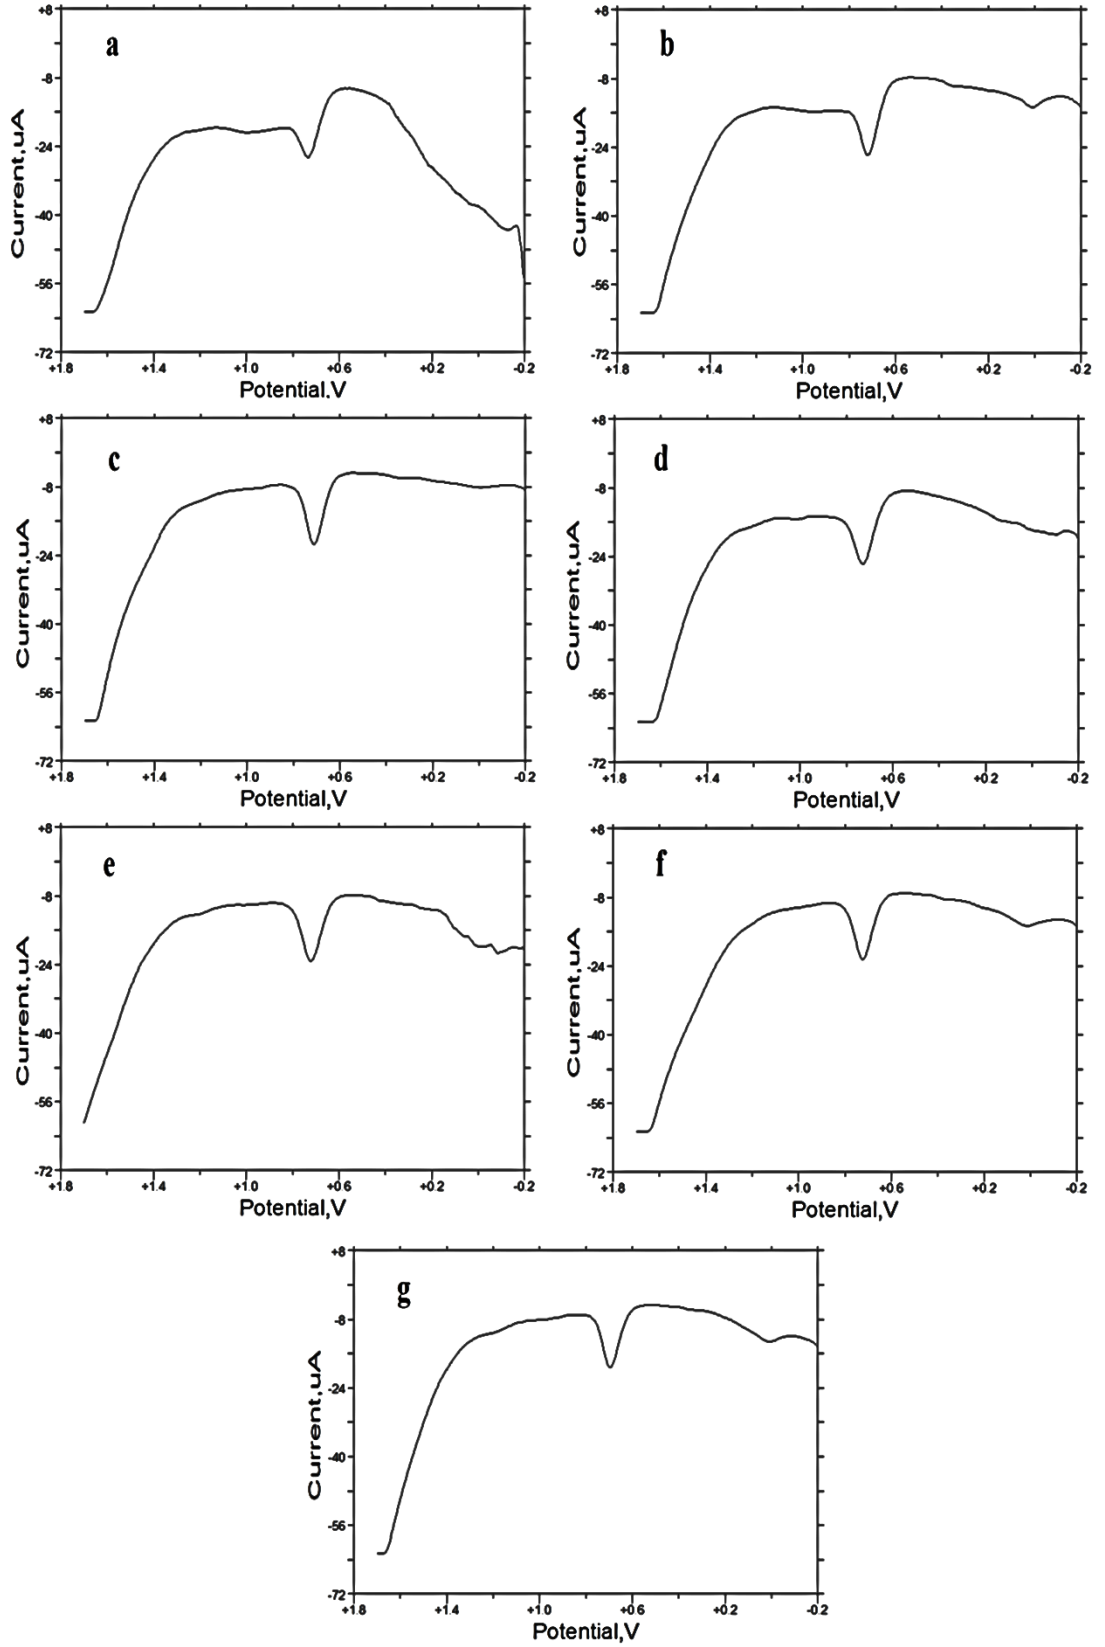 a
+8
-8
-24
-40
-56
-72
Current,uA
+1.8 +1.4 +1.0 +0.6 +0.2 -0.2
Potential.V
b
+8
-8
-24
-40
-56
-72
Current,uA
+1.8 +1.4 +1.0 +0.6 +0.2 -0.2
Potential,V
c
+8
-8
-24
-40
-56
-72
Current,uA
+1.8 +1.4 +1.0 +0.6 +0.2 -0.2
Potential,V
d
+8
-8
-24
-40
-56
-72
Current,uA
+1.8 +1.4 +1.0 +0.6 +0.2 -0.2
Potential,V
e
+8
-8
-24
-40
-56
-72
Current,uA
+1.8 +1.4 +1.0 +0.6 +0.2 -0.2
Potential,V
f
+8
-8
-24
-40
-56
-72
Current,uA
+1.8 +1.4 +1.0 +0.6 +0.2 -0.2
Potential,V
g
+8
-8
-24
-40
-56
-72
Current,uA
+1.8 +1.4 +1.0 +0.6 +0.2 -0.2
Potential,V